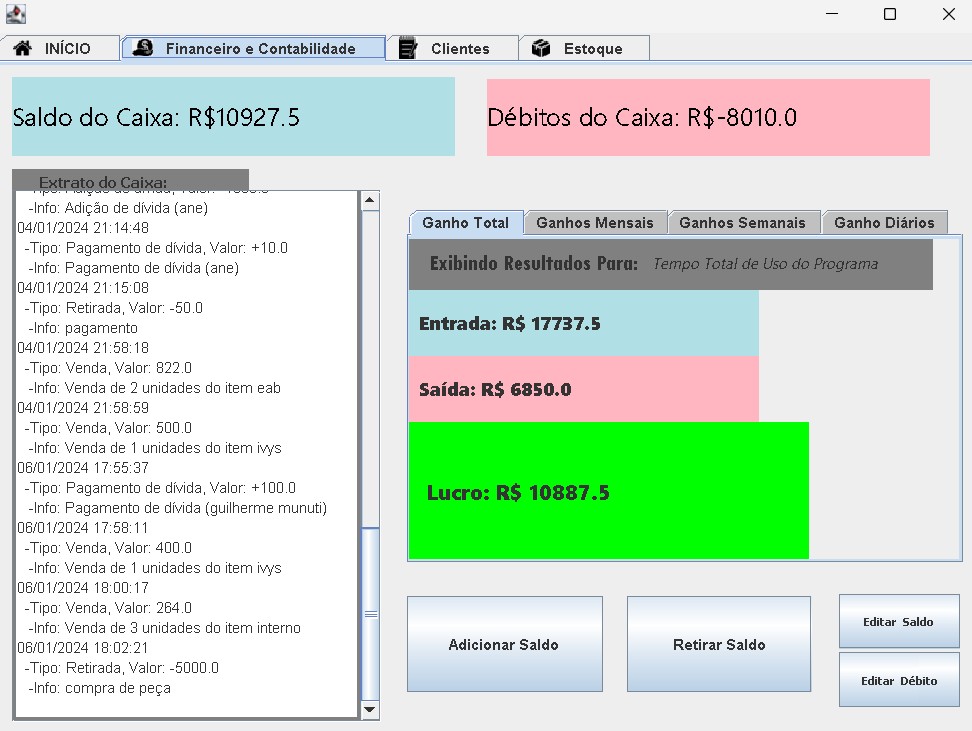 INÍCIO
Financeiro e Contabilidade
Clientes
Estoque
Saldo do Caixa: R$10927.5
Débitos do Caixa: R$-8010.0
Extrato do Caixa:
-Info: Adição de dívida (ane)
04/01/2024 21:14:48
-Tipo: Pagamento de dívida, Valor: +10.0
-Info: Pagamento de dívida (ane)
04/01/2024 21:15:08
-Tipo: Retirada, Valor: -50.0
-Info: pagamento
04/01/2024 21:58:18
-Tipo: Venda, Valor: 822.0
-Info: Venda de 2 unidades do item eab
04/01/2024 21:58:59
-Tipo: Venda, Valor: 500.0
-Info: Venda de 1 unidades do item ivys
06/01/2024 17:55:37
-Tipo: Pagamento de dívida, Valor: +100.0
-Info: Pagamento de dívida (guilherme munuti)
06/01/2024 17:58:11
-Tipo: Venda, Valor: 400.0
-Info: Venda de 1 unidades do item ivys
06/01/2024 18:00:17
-Tipo: Venda, Valor: 264.0
-Info: Venda de 3 unidades do item interno
06/01/2024 18:02:21
-Tipo: Retirada, Valor: -5000.0
-Info: compra de peça
Ganho Total
Ganhos Mensais
Ganhos Semanais
Ganho Diários
Exibindo Resultados Para: Tempo Total de Uso do Programa
Entrada: R$ 17737.5
Saída: R$ 6850.0
Lucro: R$ 10887.5
Adicionar Saldo
Retirar Saldo
Editar Saldo
Editar Débito